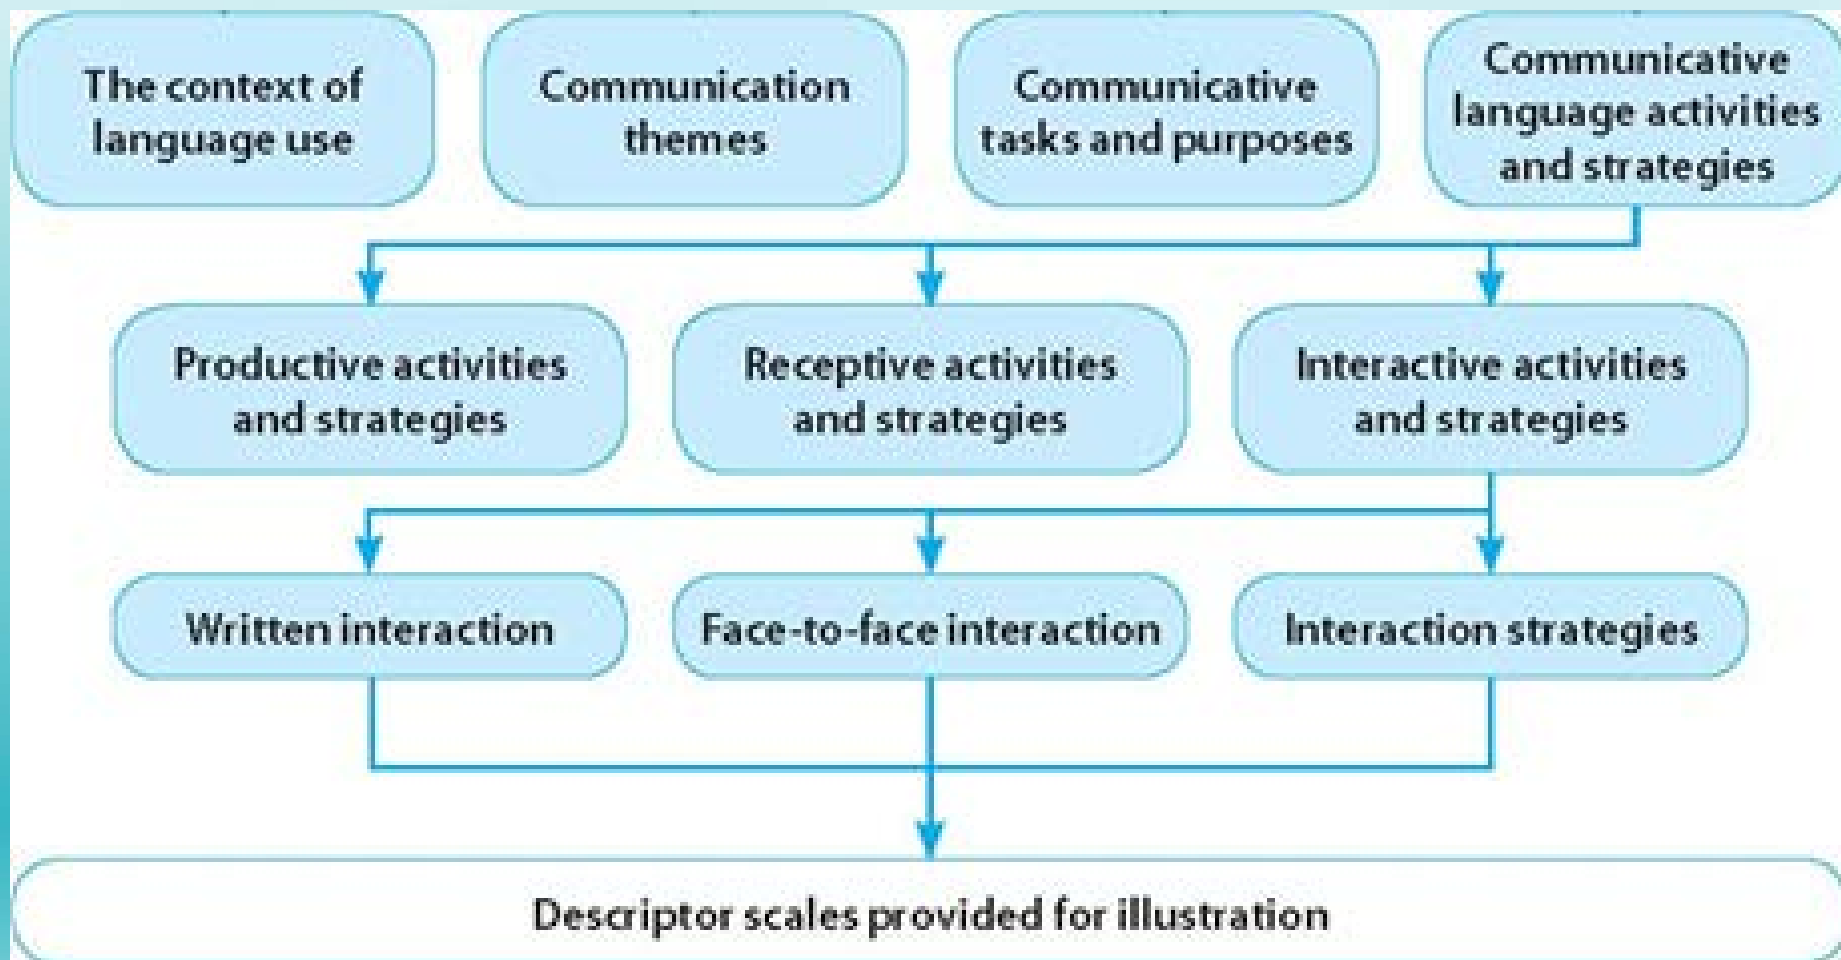 The context of
language use
Communication
themes
Communicative
tasks and purposes
Communicative
language activities
and strategies
Productive activities
and strategies
Receptive activities
and strategies
Interactive activities
and strategies
Written interaction
Face-to-face interaction
Interaction strategies
Descriptor scales provided for illustration